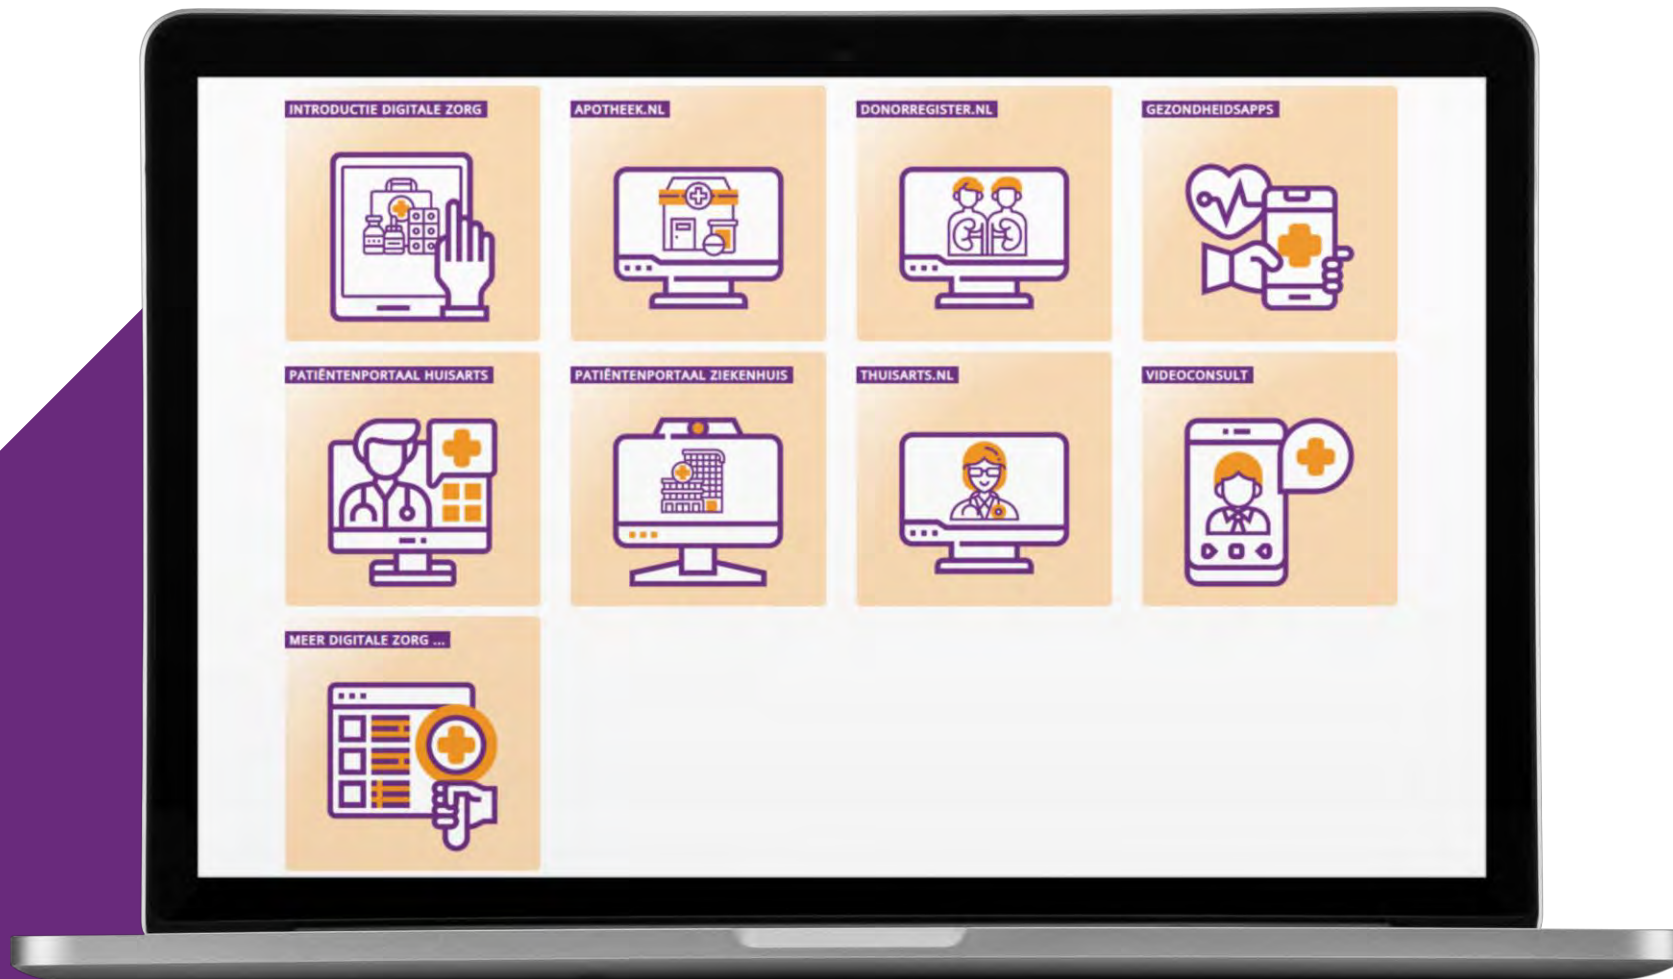 INTRODUCTIE DIGITALE ZORG
APOTHEEK.NL
DONORREGISTER.NL
GEZONDHEIDSAPPS
PATIËNTENPORTAAL HUISARTS
PATIËNTENPORTAAL ZIEKENHUIS
THUISARTS.NL
VIDEOCONSULT
MEER DIGITALE ZORG ...